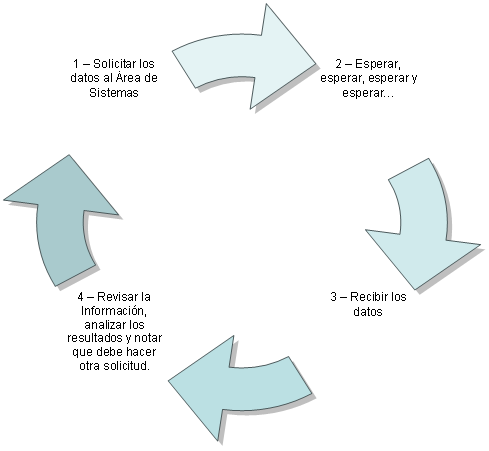 1 – Solicitar los
datos al Área de
Sistemas
2 – Esperar,
esperar, esperar y
esperar…
3 – Recibir los
datos
4 – Revisar la
Información,
analizar los
resultados y notar
que debe hacer
otra solicitud.